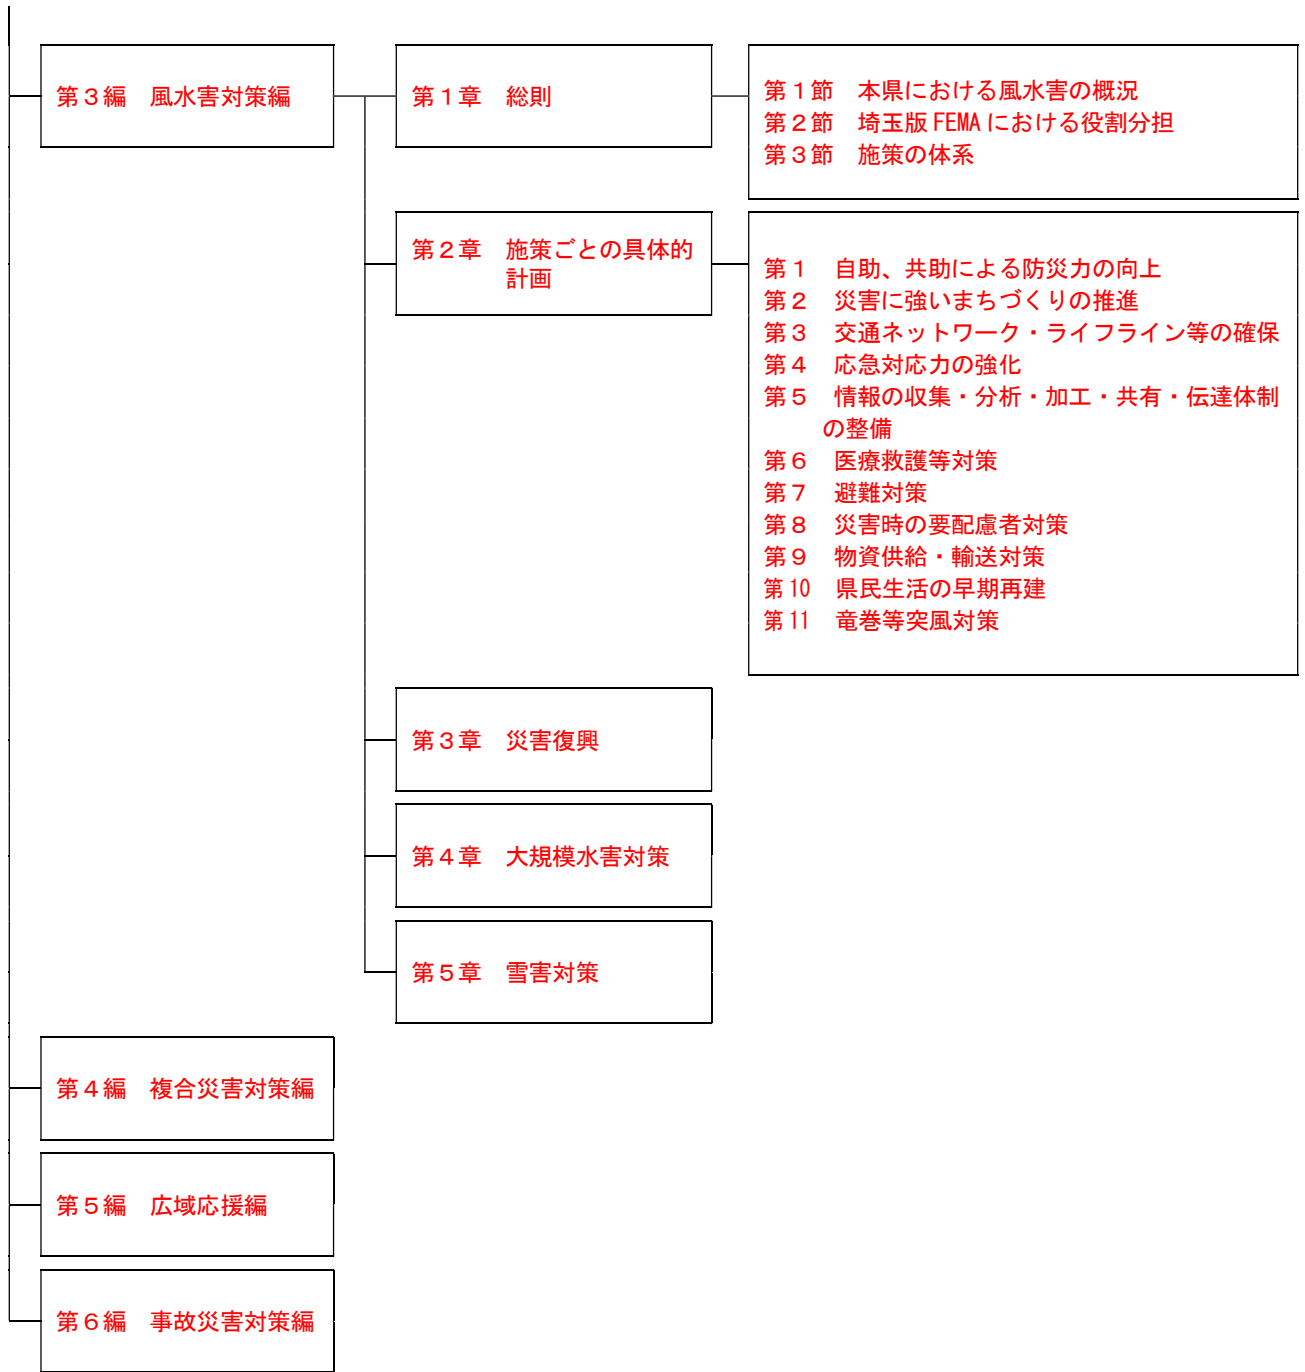 第３編　風水害対策編
第１章　総則
第１節　本県における風水害の概況
第２節　埼玉版 FEMA における役割分担
第３節　施策の体系
第２章　施策ごとの具体的
計画
第１　自助、共助による防災力の向上
第２　災害に強いまちづくりの推進
第３　交通ネットワーク・ライフライン等の確保
第４　応急対応力の強化
第５　情報の収集・分析・加工・共有・伝達体制
の整備
第６　医療救護等対策
第７　避難対策
第８　災害時の要配慮者対策
第９　物資供給・輸送対策
第 10　県民生活の早期再建
第 11　竜巻等突風対策
第３章　災害復興
第４章　大規模水害対策
第５章　雪害対策
第４編　複合災害対策編
第５編　広域応援編
第６編　事故災害対策編